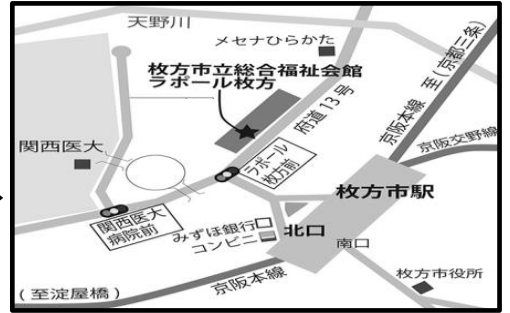 天野川
メセナひらかた
枚方市立総合福祉会館
ラポール枚方
府道13号
京阪本線 至(京都三条)
京阪交野線
関西医大
ラポール
枚方前
枚方市駅
関西医大
病院前
みずほ銀行
コンビニ
北口
南口
枚方市役所
京阪本線
(至淀屋橋)